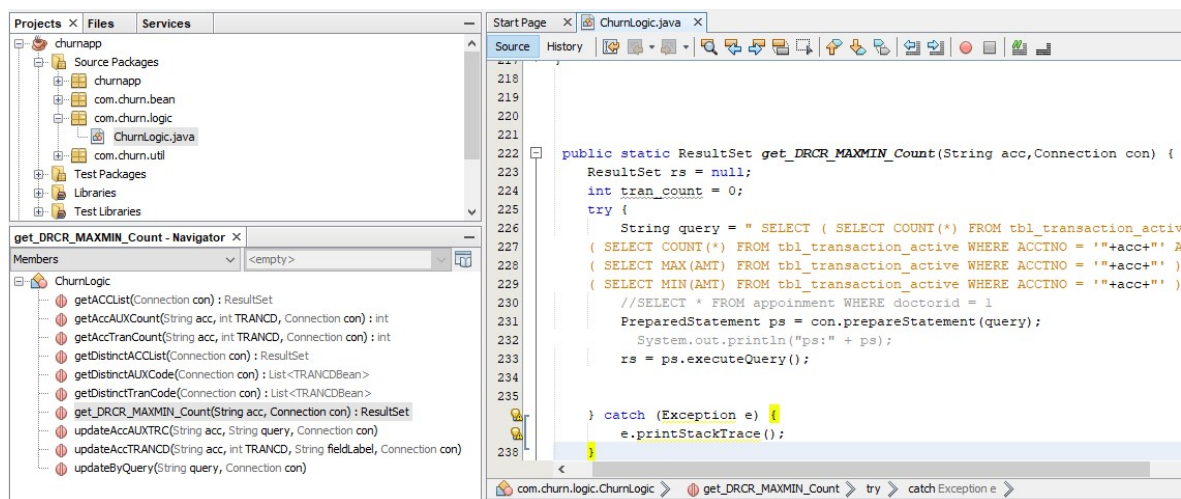 Projects × Files Services
churnapp
Source Packages
churnapp
com.churn.bean
com.churn.logic
ChurnLogic.java
com.churn.util
Test Packages
Libraries
Test Libraries
get_DRCR_MAXMIN_Count - Navigator ×
Members <empty>
ChurnLogic
getACCList(Connection con) : ResultSet
getAccAUXCount(String acc, int TRANCD, Connection con) : int
getAccTranCount(String acc, int TRANCD, Connection con) : int
getDistinctACCList(Connection con) : ResultSet
getDistinctAUXCode(Connection con) : List<TRANCDBean>
getDistinctTranCode(Connection con) : List<TRANCDBean>
get_DRCR_MAXMIN_Count(String acc, Connection con) : ResultSet
updateAccAUXTRC(String acc, String query, Connection con)
updateAccTRANCD(String acc, int TRANCD, String fieldLabel, Connection con)
updateByQuery(String query, Connection con)
Start Page × ChurnLogic.java ×
Source History
217 }
218
219
220
221
222 public static ResultSet get_DRCR_MAXMIN_Count(String acc,Connection con) {
223 ResultSet rs = null;
224 int tran_count = 0;
225 try {
226 String query = " SELECT ( SELECT COUNT(*) FROM tbl_transaction_activ
227 ( SELECT COUNT(*) FROM tbl_transaction_active WHERE ACCTNO = '"+acc+"' A
228 ( SELECT MAX(AMT) FROM tbl_transaction_active WHERE ACCTNO = '"+acc+"' )
229 ( SELECT MIN(AMT) FROM tbl_transaction_active WHERE ACCTNO = '"+acc+"' )
230 //SELECT * FROM appoinment WHERE doctorid = 1
231 PreparedStatement ps = con.prepareStatement(query);
232 System.out.println("ps:" + ps);
233 rs = ps.executeQuery();
234
235
} catch (Exception e) {
e.printStackTrace();
238 }
com.churn.logic.ChurnLogic get_DRCR_MAXMIN_Count try catch Exception e